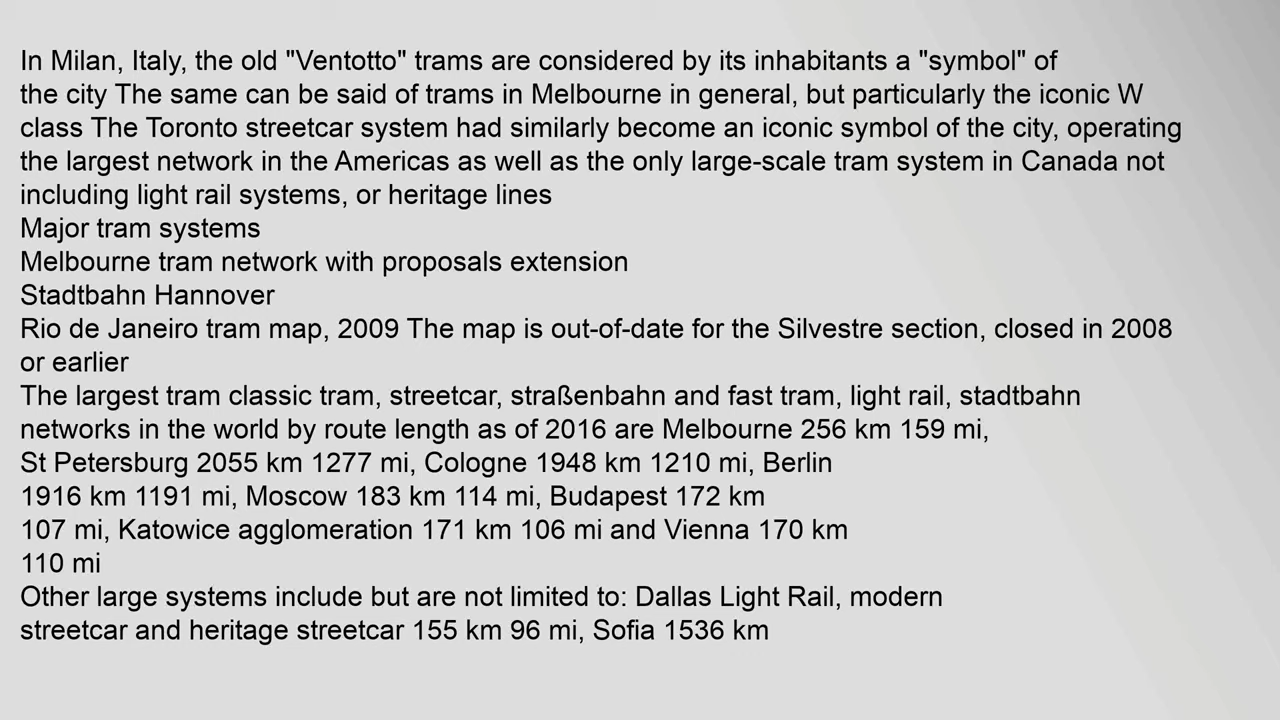 In Milan, Italy, the old "Ventotto" trams are considered by its inhabitants a "symbol" of
the city The same can be said of trams in Melbourne in general, but particularly the iconic W
class The Toronto streetcar system had similarly become an iconic symbol of the city, operating
the largest network in the Americas as well as the only large-scale tram system in Canada not
including light rail systems, or heritage lines
Major tram systems
Melbourne tram network with proposals extension
Stadtbahn Hannover
Rio de Janeiro tram map, 2009 The map is out-of-date for the Silvestre section, closed in 2008
or earlier
The largest tram classic tram, streetcar, straßenbahn and fast tram, light rail, stadtbahn
networks in the world by route length as of 2016 are Melbourne 256 km 159 mi,
St Petersburg 2055 km 1277 mi, Cologne 1948 km 1210 mi, Berlin
1916 km 1191 mi, Moscow 183 km 114 mi, Budapest 172 km
107 mi, Katowice agglomeration 171 km 106 mi and Vienna 170 km
110 mi
Other large systems include but are not limited to: Dallas Light Rail, modern
streetcar and heritage streetcar 155 km 96 mi, Sofia 1536 km